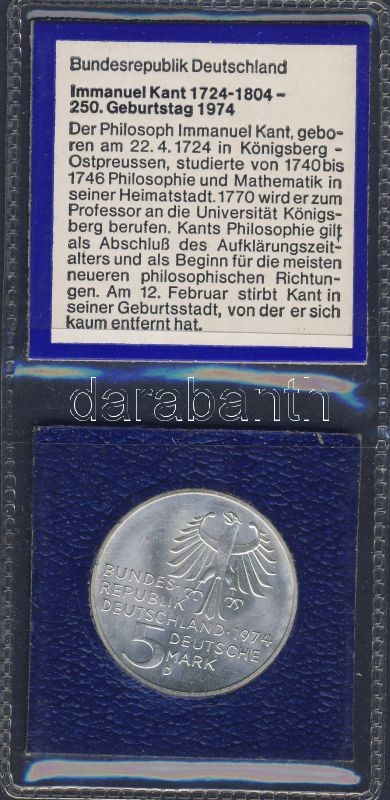 Bundesrepublik Deutschland
Immanuel Kant 1724-1804 –
250. Geburtstag 1974
Der Philosoph Immanuel Kant, gebo-
ren am 22.4.1724 in Königsberg -
Ostpreussen, studierte von 1740 bis
1746 Philosophie und Mathematik in
seiner Heimatstadt. 1770 wird er zum
Professor an die Universität Königs-
berg berufen. Kants Philosophie gilt
als Abschluß des Aufklärungszeit-
alters und als Beginn für die meisten
neueren philosophischen Richtun-
gen. Am 12. Februar stirbt Kant in
seiner Geburtsstadt, von der er sich
kaum entfernt hat.
darabanth
BUNDES-
REPUBLIK
DEUTSCHLAND·1974
5 DEUTSCHE
MARK
D